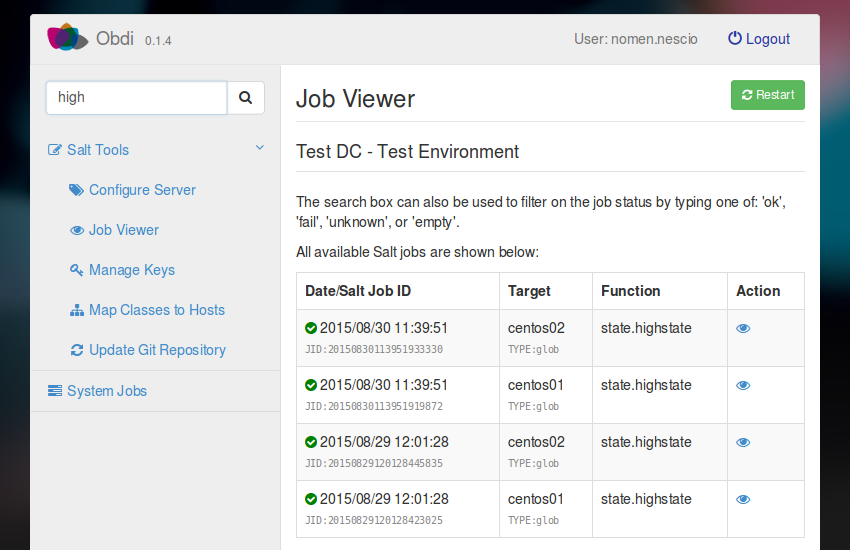 Obdi 0.1.4
User: nomen.nescio
Logout
high
Salt Tools
Configure Server
Job Viewer
Manage Keys
Map Classes to Hosts
Update Git Repository
System Jobs
Job Viewer
Restart
Test DC - Test Environment
The search box can also be used to filter on the job status by typing one of: 'ok',
'fail', 'unknown', or 'empty'.
All available Salt jobs are shown below:
Date/Salt Job ID Target Function Action
2015/08/30 11:39:51 centos02 state.highstate
JID:20150830113951933330 TYPE:glob
2015/08/30 11:39:51 centos01 state.highstate
JID:20150830113951919872 TYPE:glob
2015/08/29 12:01:28 centos02 state.highstate
JID:20150829120128445835 TYPE:glob
2015/08/29 12:01:28 centos01 state.highstate
JID:20150829120128423025 TYPE:glob